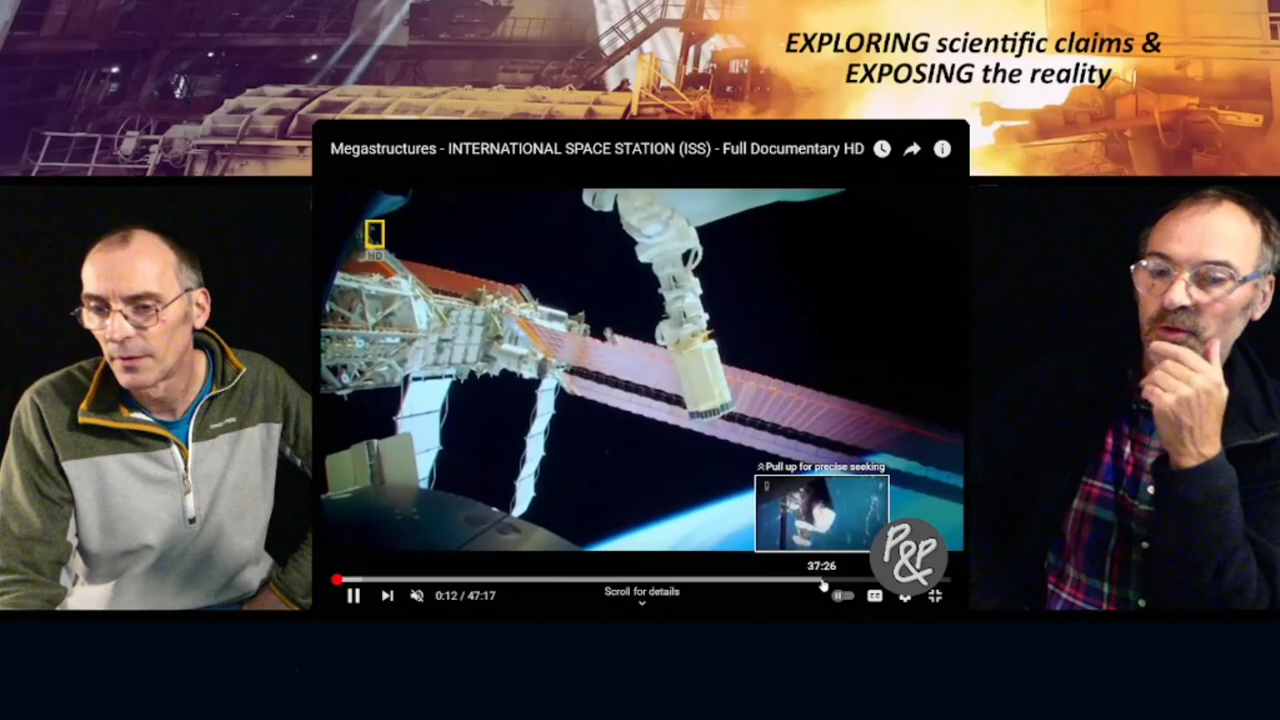 EXPLORING scientific claims &
EXPOSING the reality
Megastructures - INTERNATIONAL SPACE STATION (ISS) - Full Documentary HD
HD
Pull up for precise seeking
P&P
37:26
0:12 / 47:17
Scroll for details
CC